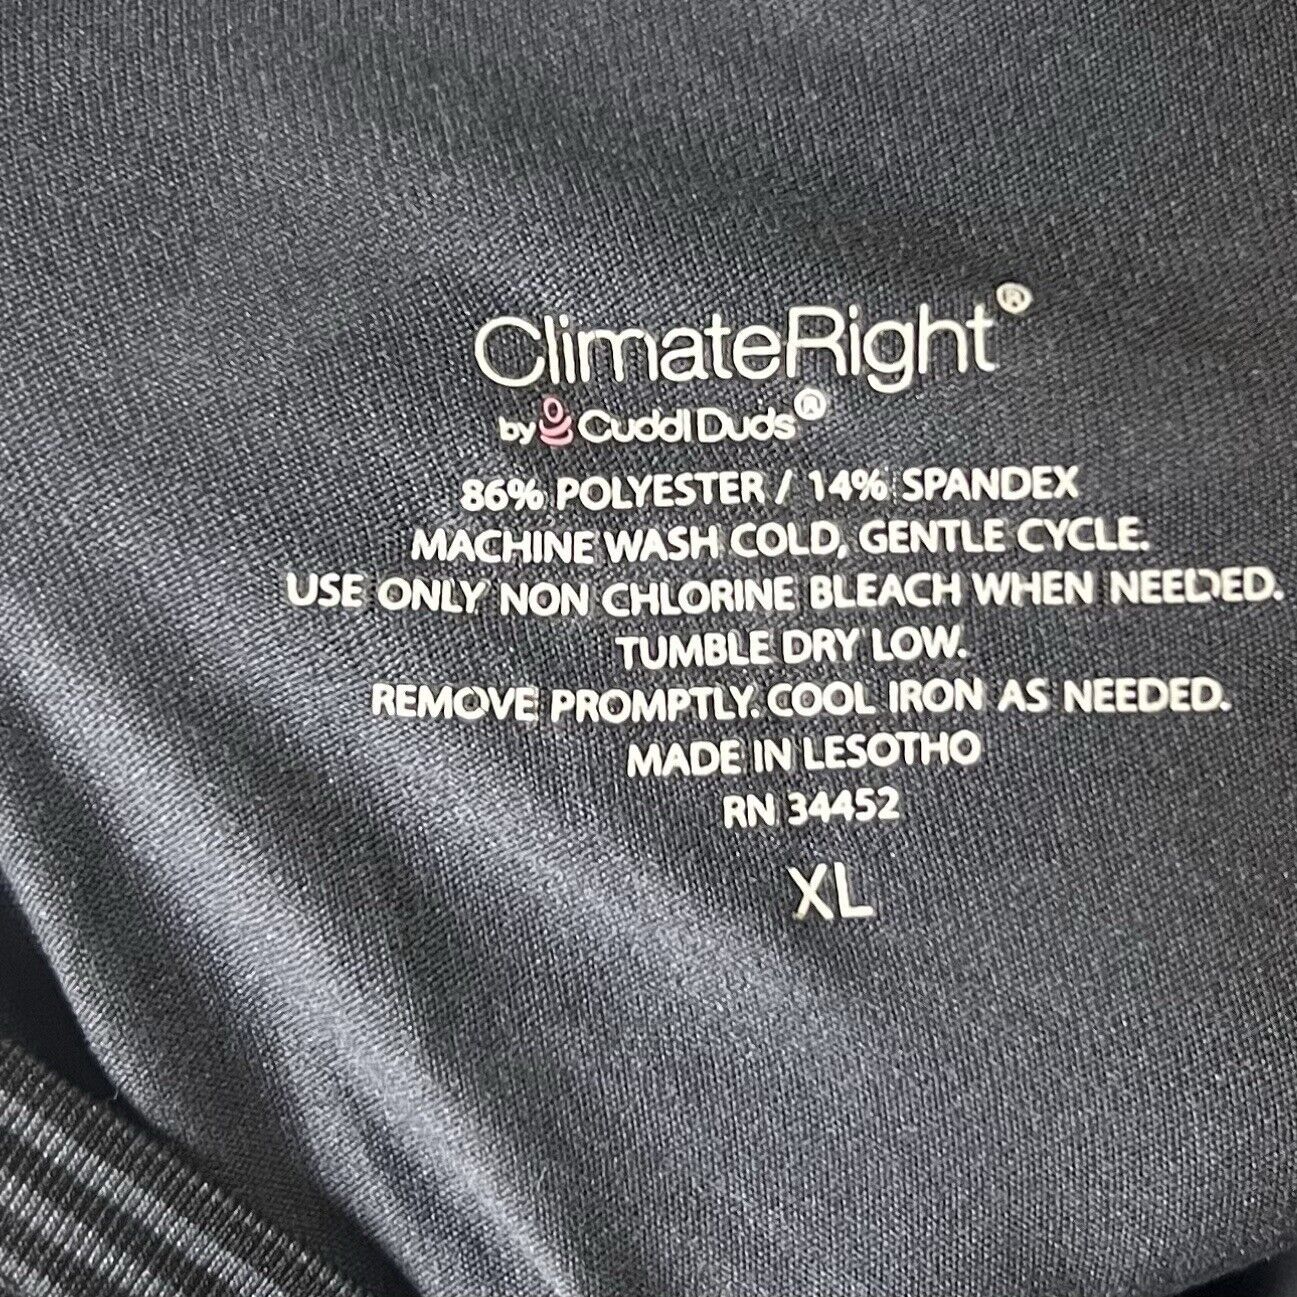 ClimateRight®
by Cuddl Duds®
86% POLYESTER / 14% SPANDEX
MACHINE WASH COLD, GENTLE CYCLE.
USE ONLY NON CHLORINE BLEACH WHEN NEEDED.
TUMBLE DRY LOW.
REMOVE PROMPTLY. COOL IRON AS NEEDED.
MADE IN LESOTHO
RN 34452
XL